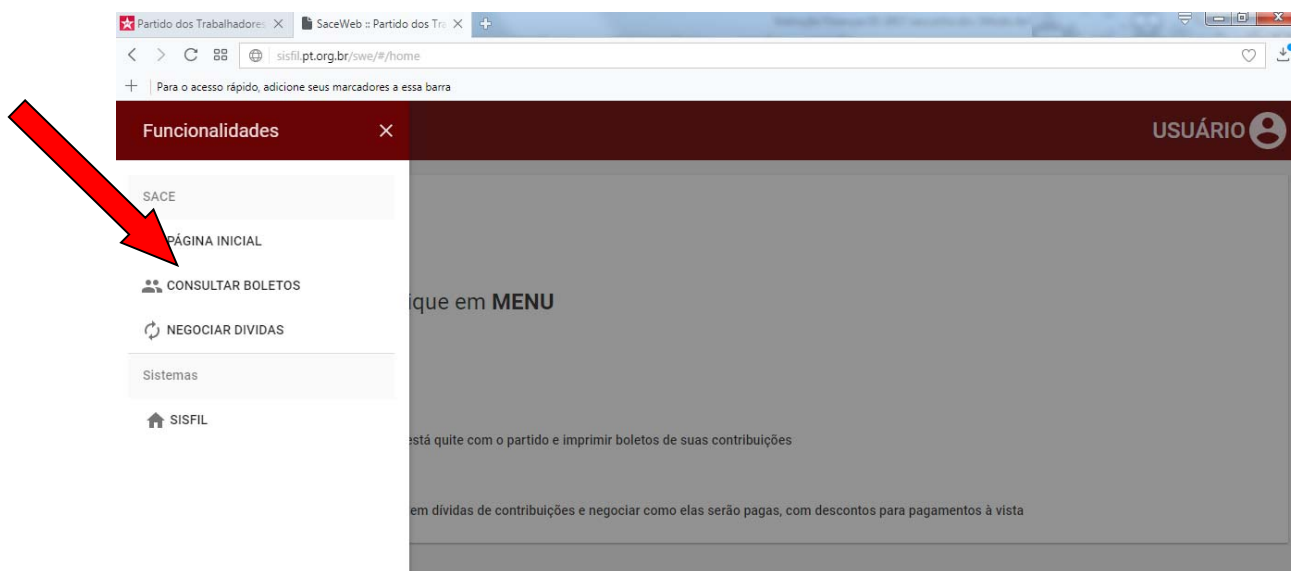 Partido dos Trabalhadores
SaceWeb :: Partido dos Tra
sisfil.pt.org.br/swe/#/home
Para o acesso rápido, adicione seus marcadores a essa barra
Funcionalidades
USUÁRIO
SACE
PÁGINA INICIAL
CONSULTAR BOLETOS
ique em MENU
NEGOCIAR DIVIDAS
Sistemas
SISFIL
está quite com o partido e imprimir boletos de suas contribuições
em dívidas de contribuições e negociar como elas serão pagas, com descontos para pagamentos à vista